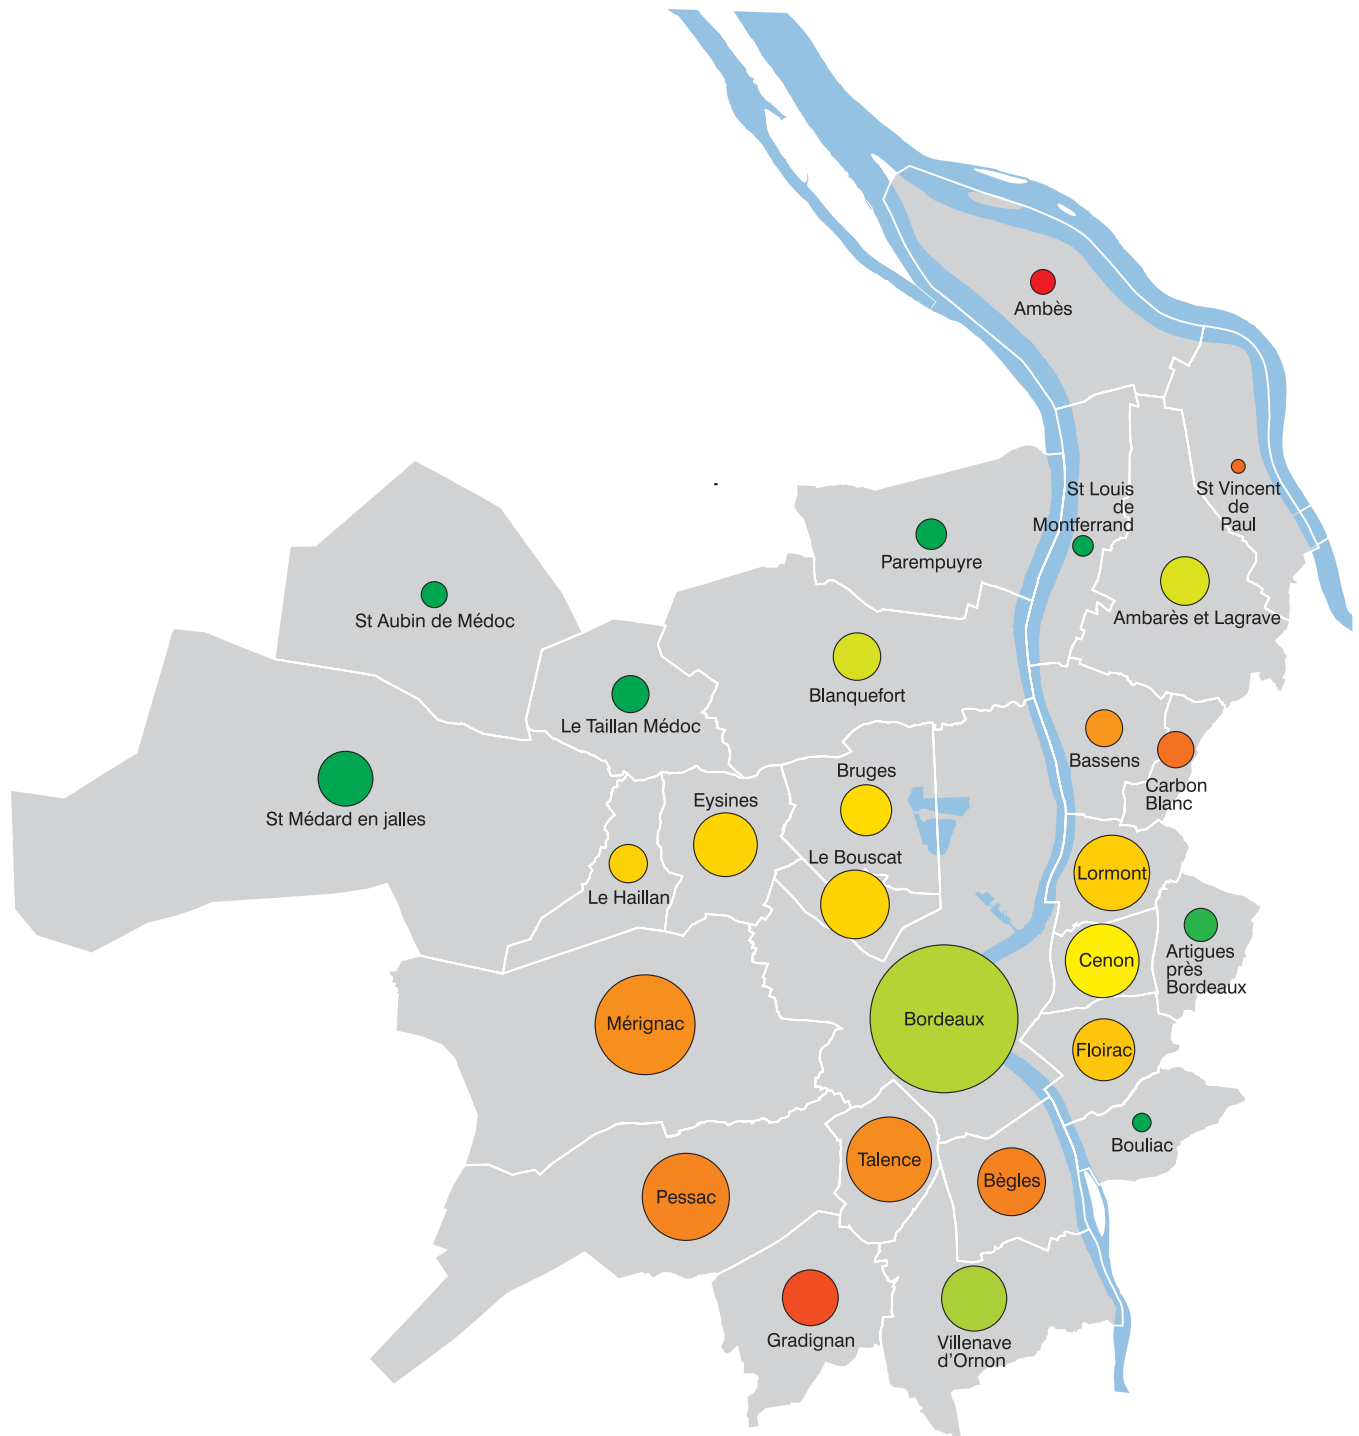 Ambès
St Louis
de
Montferrand
St Vincent
de
Paul
Parempuyre
St Aubin de Médoc
Ambarès et Lagrave
Blanquefort
Le Taillan Médoc
Bassens
Carbon
Blanc
Bruges
Eysines
St Médard en jalles
Le Bouscat
Le Haillan
Lormont
Cenon
Artigues
près
Bordeaux
Mérignac
Bordeaux
Floirac
Bouliac
Talence
Bègles
Pessac
Gradignan
Villenave
d'Ornon